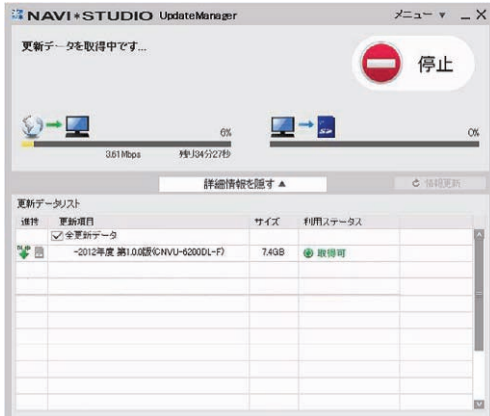 NAVI*STUDIO UpdateManager
メニュー ▼ _ X
更新データを取得中です...
停止
6%
3.61Mbps 残り34分27秒
0%
詳細情報を隠す▲
情報更新
更新データリスト
進捗 更新項目 サイズ 利用ステータス
全更新データ
-2012年度 第1.0.0版(CNVU-6200DL-F) 7.4GB 取得可